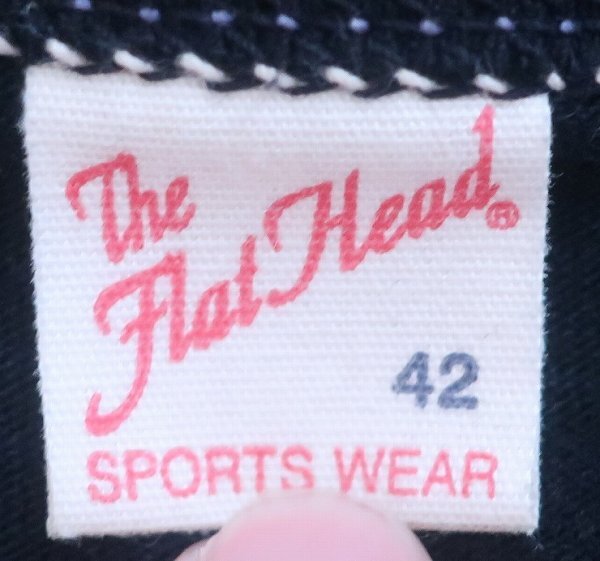 The
Flat Head®
42
SPORTS WEAR